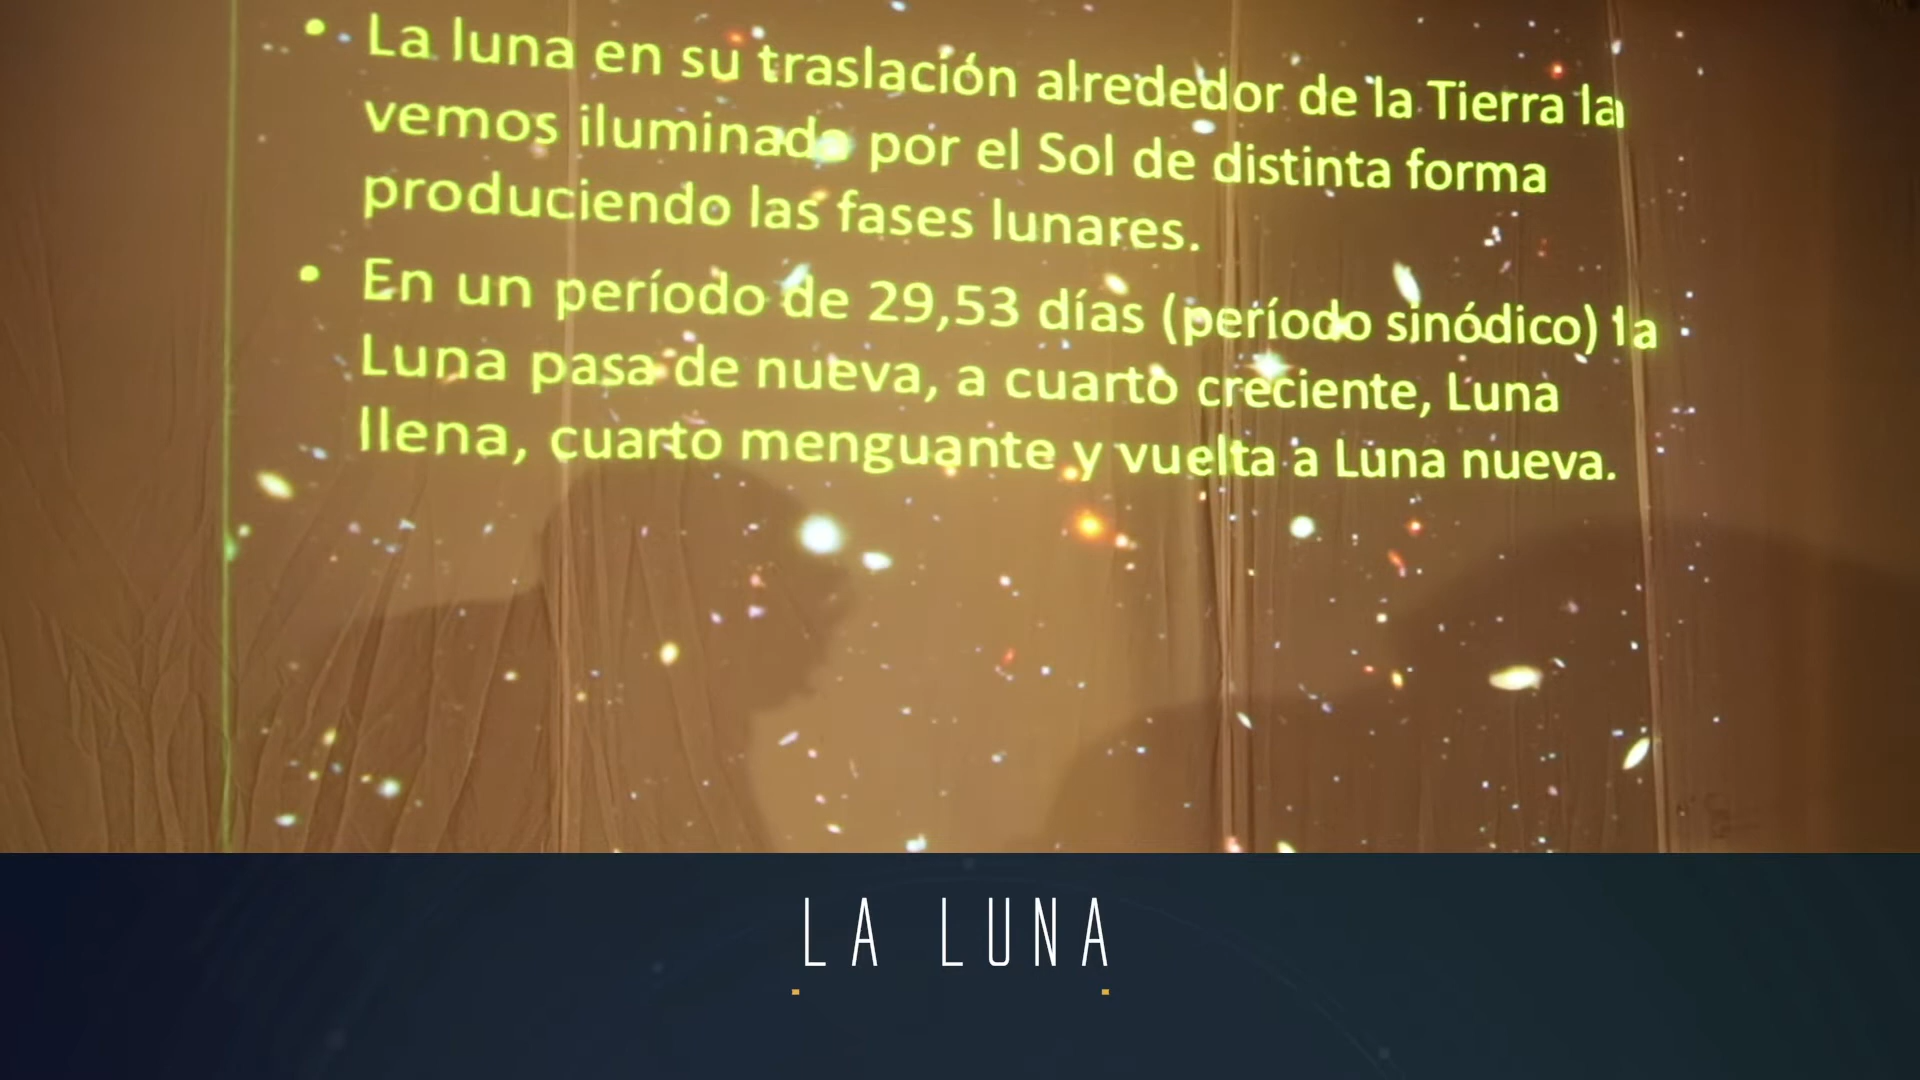 • La luna en su traslación alrededor de la Tierra la
vemos iluminada por el Sol de distinta forma
produciendo las fases lunares.
• En un período de 29,53 días (período sinódico) la
Luna pasa de nueva, a cuarto creciente, Luna
llena, cuarto menguante y vuelta a Luna nueva.
LA LUNA